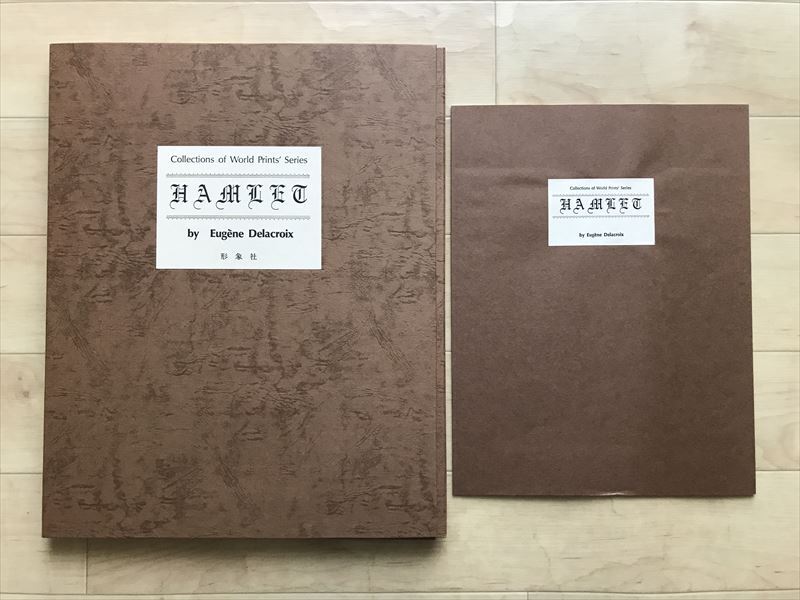 Collections of World Prints' Series
HAMLET
by Eugène Delacroix
形象社
Collections of World Prints' Series
HAMLET
by Eugène Delacroix